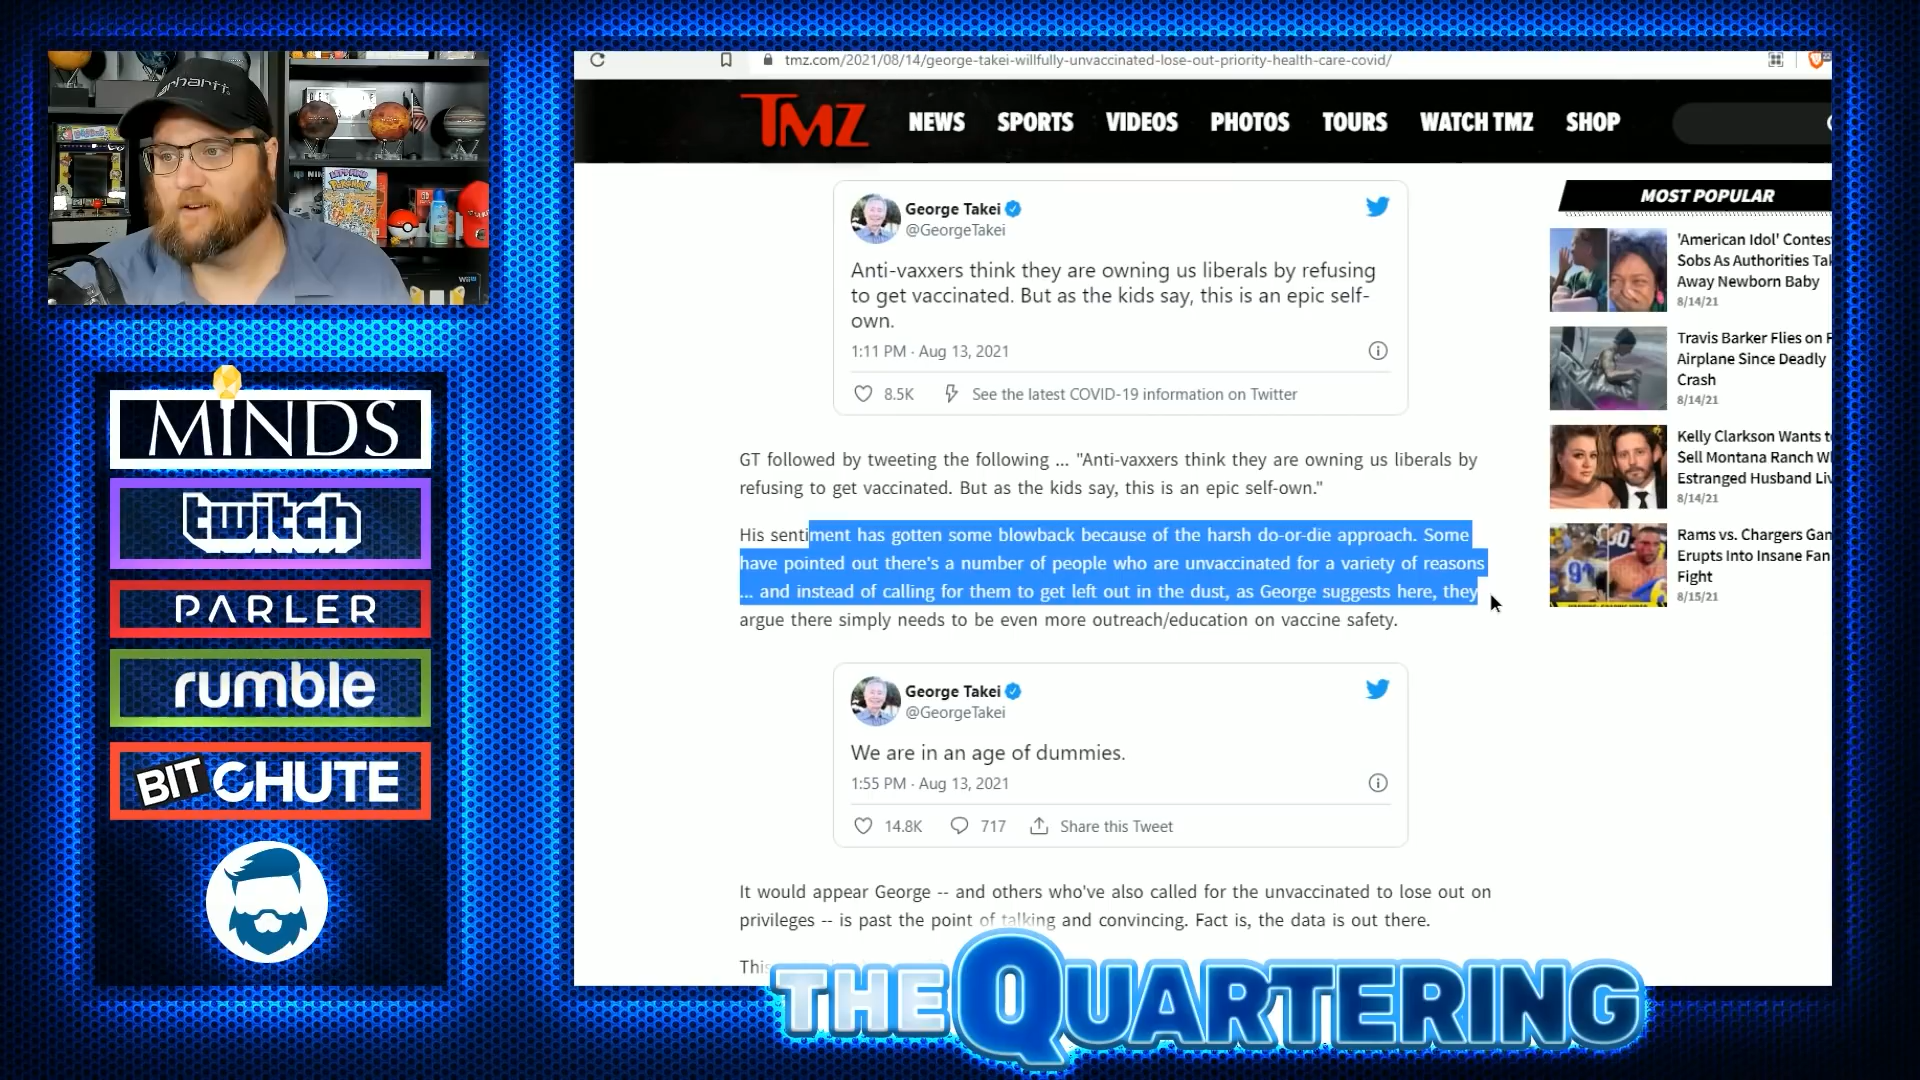 tmz.com/2021/08/14/george-takei-willfully-unvaccinated-lose-out-priority-health-care-covid/
TMZ
NEWS SPORTS VIDEOS PHOTOS TOURS WATCH TMZ SHOP
carhartt
MINDS
twitch
PARLER
rumble
BITCHUTE
George Takei
@GeorgeTakei
Anti-vaxxers think they are owning us liberals by refusing
to get vaccinated. But as the kids say, this is an epic self-
own.
1:11 PM · Aug 13, 2021
8.5K See the latest COVID-19 information on Twitter
GT followed by tweeting the following ... "Anti-vaxxers think they are owning us liberals by
refusing to get vaccinated. But as the kids say, this is an epic self-own."
His sentiment has gotten some blowback because of the harsh do-or-die approach. Some
have pointed out there's a number of people who are unvaccinated for a variety of reasons
... and instead of calling for them to get left out in the dust, as George suggests here, they
argue there simply needs to be even more outreach/education on vaccine safety.
George Takei
@GeorgeTakei
We are in an age of dummies.
1:55 PM · Aug 13, 2021
14.8K 717 Share this Tweet
It would appear George -- and others who've also called for the unvaccinated to lose out on
privileges -- is past the point of talking and convincing. Fact is, the data is out there.
This
MOST POPULAR
'American Idol' Contes
Sobs As Authorities Ta
Away Newborn Baby
8/14/21
Travis Barker Flies on
Airplane Since Deadly
Crash
8/14/21
Kelly Clarkson Wants t
Sell Montana Ranch W
Estranged Husband Liv
8/14/21
Rams vs. Chargers Gam
Erupts Into Insane Fan
Fight
8/15/21
THE QUARTERING